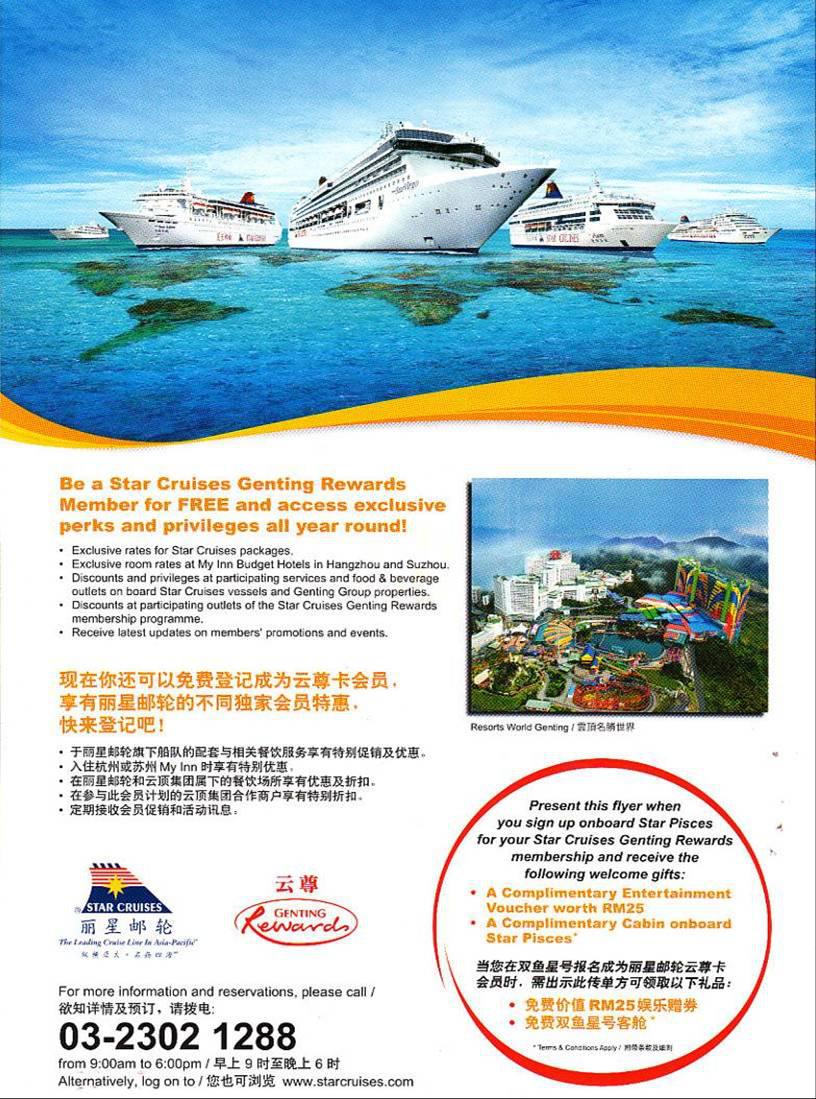 Be a Star Cruises Genting Rewards
Member for FREE and access exclusive
perks and privileges all year round!
• Exclusive rates for Star Cruises packages.
• Exclusive room rates at My Inn Budget Hotels in Hangzhou and Suzhou.
• Discounts and privileges at participating services and food & beverage
outlets on board Star Cruises vessels and Genting Group properties.
• Discounts at participating outlets of the Star Cruises Genting Rewards
membership programme.
• Receive latest updates on members' promotions and events.
现在你还可以免费登记成为云尊卡会员，
享有丽星邮轮的不同独家会员特惠，
快来登记吧！
• 于丽星邮轮旗下船队的配套与相关餐饮服务享有特别促销及优惠。
• 入住杭州或苏州 My Inn 时享有特别优惠。
• 在丽星邮轮和云顶集团属下的餐饮场所享有优惠及折扣。
• 在参与此会员计划的云顶集团合作商户享有特别折扣。
• 定期接收会员促销和活动讯息。
Resorts World Genting / 雲頂名勝世界
Present this flyer when
you sign up onboard Star Pisces
for your Star Cruises Genting Rewards
membership and receive the
following welcome gifts:
• A Complimentary Entertainment
Voucher worth RM25
• A Complimentary Cabin onboard
Star Pisces*
当您在双鱼星号报名成为丽星邮轮云尊卡
会员时，需出示此传单方可领取以下礼品：
• 免费价值 RM25 娱乐赠券
• 免费双鱼星号客舱*
* Terms & Conditions Apply / 附带条款及细则
STAR CRUISES
丽星邮轮
The Leading Cruise Line In Asia-Pacific
云尊
GENTING
Rewards
For more information and reservations, please call /
欲知详情及预订，请拨电:
03-2302 1288
from 9:00am to 6:00pm / 早上 9 时至晚上 6 时
Alternatively, log on to / 您也可浏览 www.starcruises.com